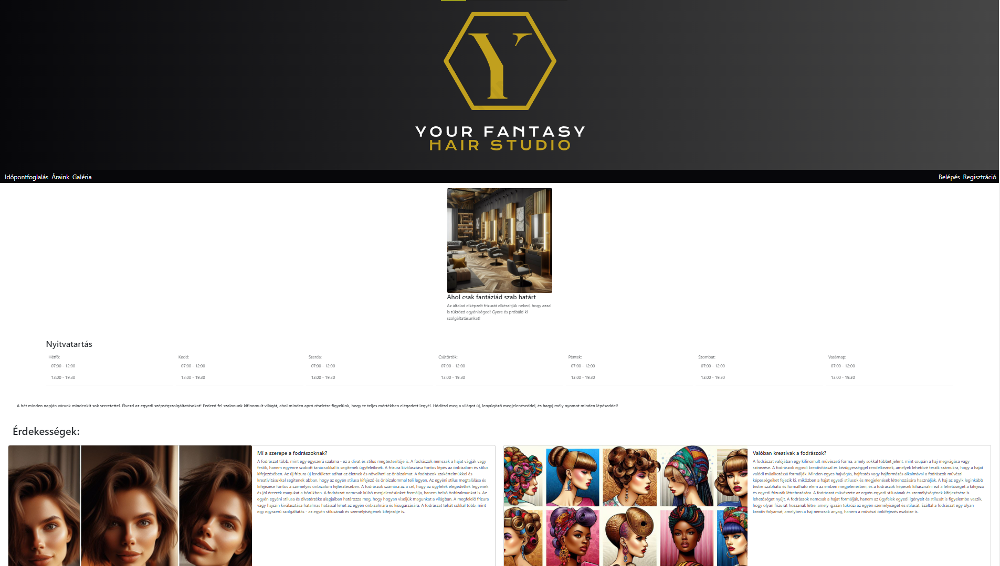 Y
YOUR FANTASY
HAIR STUDIO
Időpontfoglalás Áraink Galéria
Belépés Regisztráció
Ahol csak fantáziád szab határt
Az általad elképzelt frizurát elkészítjük neked, hogy azzal
is tükrözd egyéniséged! Gyere és próbáld ki
szolgáltatásunkat!
Nyitvatartás
Hétfő:
07:00 - 12:00
13:00 - 19:30
Kedd:
07:00 - 12:00
13:00 - 19:30
Szerda:
07:00 - 12:00
13:00 - 19:30
Csütörtök:
07:00 - 12:00
13:00 - 19:30
Péntek:
07:00 - 12:00
13:00 - 19:30
Szombat:
07:00 - 12:00
13:00 - 19:30
Vasárnap:
07:00 - 12:00
13:00 - 19:30
A hét minden napján várunk mindenkit sok szeretettel. Élvezd az egyedi szépségszolgáltatásokat! Fedezd fel szalonunk kifinomult világát, ahol minden apró részletre figyelünk, hogy te teljes mértékben elégedett legyél. Hódítsd meg a világot új, lenyűgöző megjelenéseddel, és hagyj mély nyomot minden lépéseddel!
Érdekességek:
Mi a szerepe a fodrászoknak?
A fodrászat több, mint egy egyszerű szakma - ez a divat és stílus megtestesítője is. A fodrászok nemcsak a hajat vágják vagy
festik, hanem egyénre szabott tanácsokkal is segítenek ügyfeleiknek. A frizura kiválasztása fontos lépés az önbizalom és stílus
kifejezésében. Az új frizura új lendületet adhat az életnek és növelheti az önbizalmat. A fodrászok szakértelmükkel és
kreativitásukkal segítenek abban, hogy az egyén stílusa kifejező és önbizalommal teli legyen. Az egyéni stílus megtalálása és
kifejezése fontos a személyes önbizalom fejlesztésében. A fodrászok számára az a cél, hogy az ügyfelek elégedettek legyenek
és jól érezzék magukat a bőrükben. A fodrászat nemcsak külső megjelenésünket formálja, hanem belső önbizalmunkat is. Az
egyén egyéni stílusa és divatérzéke alapjaiban határozza meg, hogy hogyan viseljük magunkat a világban. A megfelelő frizura
vagy hajszín kiválasztása hatalmas hatással lehet az egyén önbizalmára és kisugárzására. A fodrászat tehát sokkal több, mint
egy egyszerű szolgáltatás - az egyén stílusának és személyiségének kifejezője is.
Valóban kreatívak a fodrászok?
A fodrászat valójában egy kifinomult művészeti forma, amely sokkal többet jelent, mint csupán a haj megvágása vagy
színezése. A fodrászok egyedi kreativitással és kézügyességgel rendelkeznek, amelyek lehetővé teszik számukra, hogy a hajat
valódi műalkotássá formálják. Minden egyes hajvágás, hajfestés vagy hajformázás alkalmával a fodrászok művészi
képességeiket fejezik ki, miközben a hajat egyedi stílusok és megjelenések létrehozására használják. A haj az egyik leginkább
testre szabható és formálható elem az emberi megjelenésben, és a fodrászok képesek kihasználni ezt a lehetőséget a kifejező
és egyedi frizurák létrehozására. A fodrászat művészete az egyén egyedi stílusának és személyiségének kifejezésére is
lehetőséget nyújt. A fodrászok nemcsak a hajat formálják, hanem az ügyfelek egyedi igényeit és stílusát is figyelembe veszik,
hogy olyan frizurát hozzanak létre, amely igazán tükrözi az egyén személyiségét és stílusát. Ezáltal a fodrászat egy olyan
kreatív folyamat, amelyben a haj nemcsak anyag, hanem a művészi önkifejezés eszköze is.